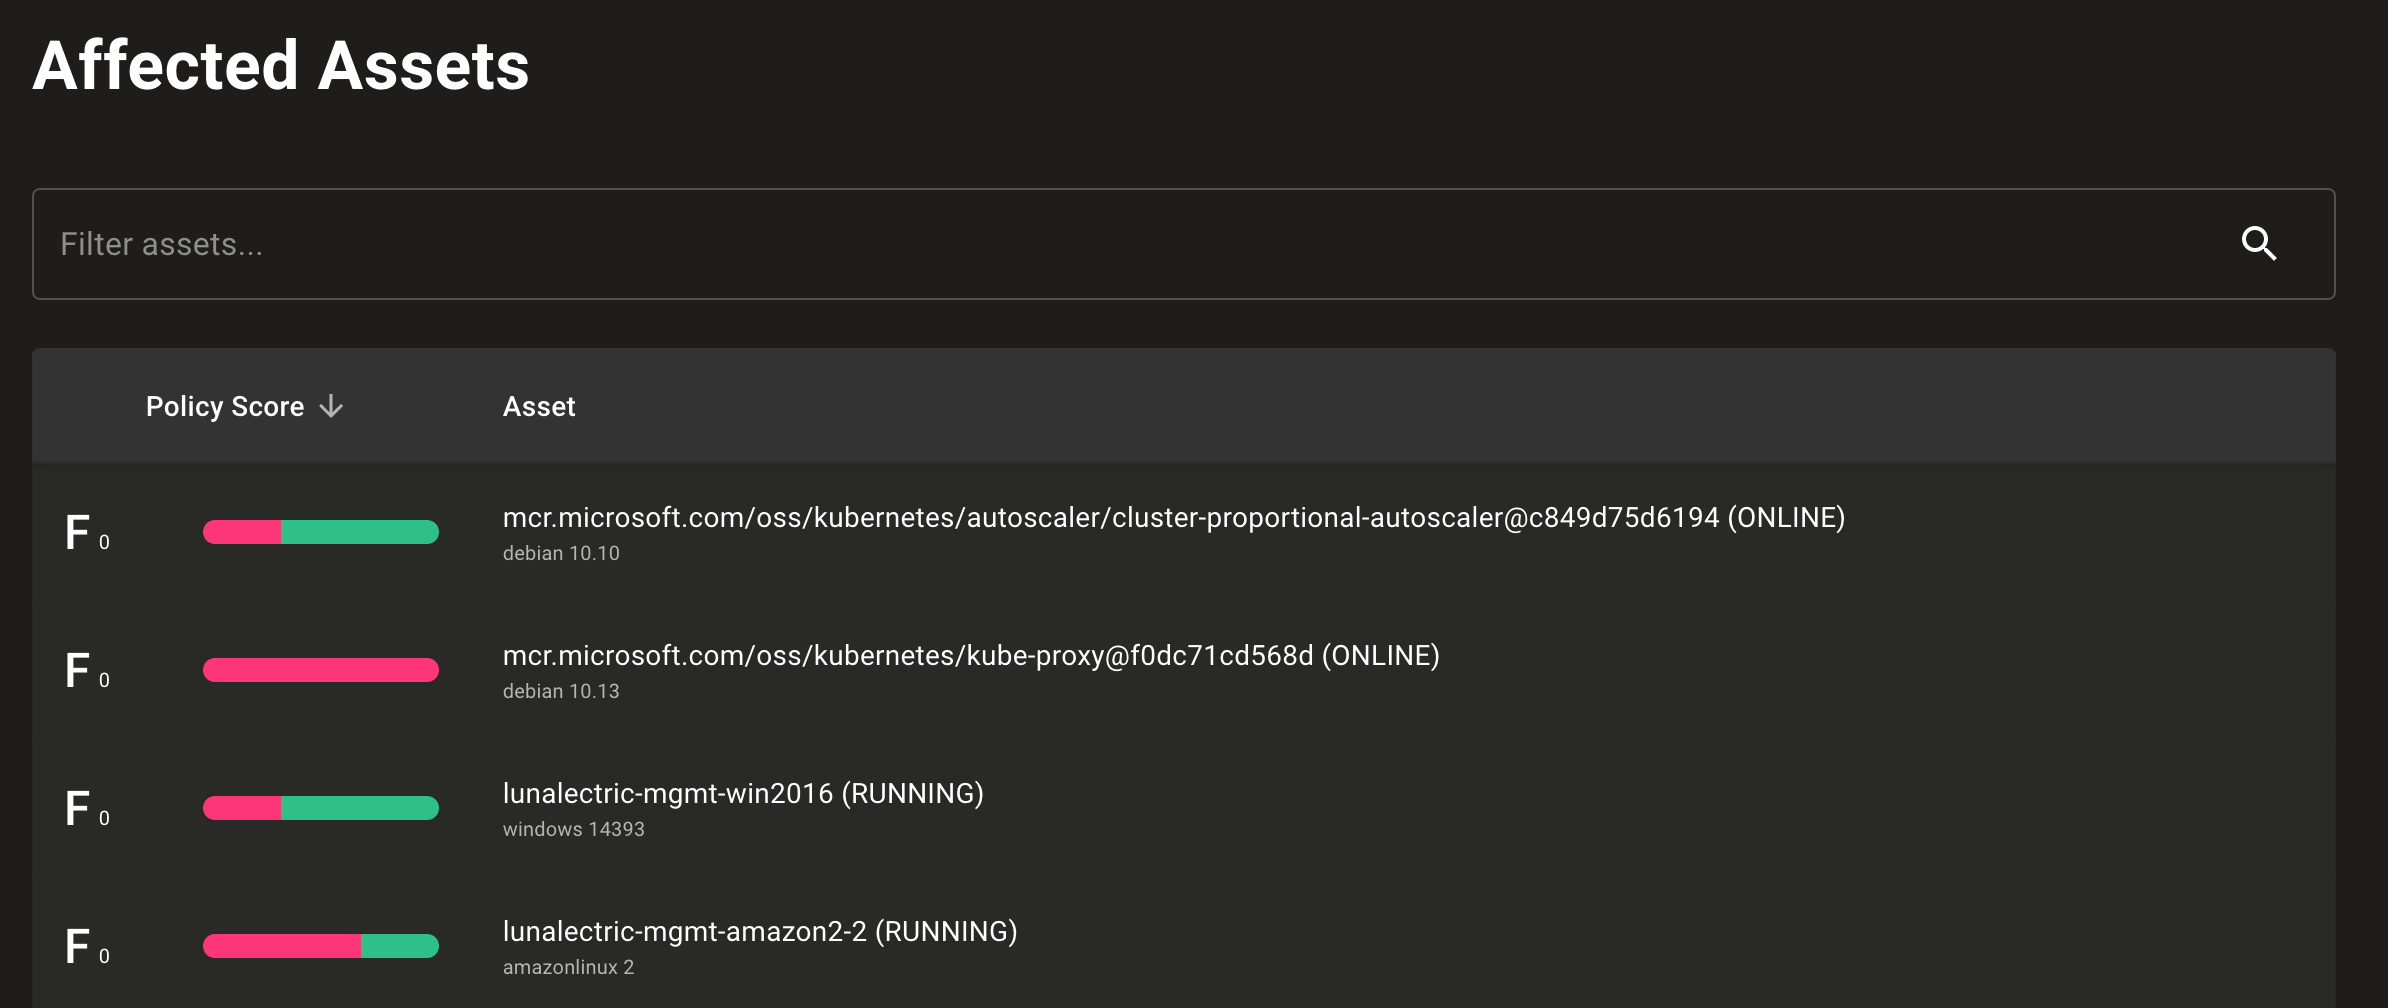 Affected Assets
Filter assets...
Policy Score Asset
F 0 mcr.microsoft.com/oss/kubernetes/autoscaler/cluster-proportional-autoscaler@c849d75d6194 (ONLINE)
debian 10.10
F 0 mcr.microsoft.com/oss/kubernetes/kube-proxy@f0dc71cd568d (ONLINE)
debian 10.13
F 0 lunalectric-mgmt-win2016 (RUNNING)
windows 14393
F 0 lunalectric-mgmt-amazon2-2 (RUNNING)
amazonlinux 2